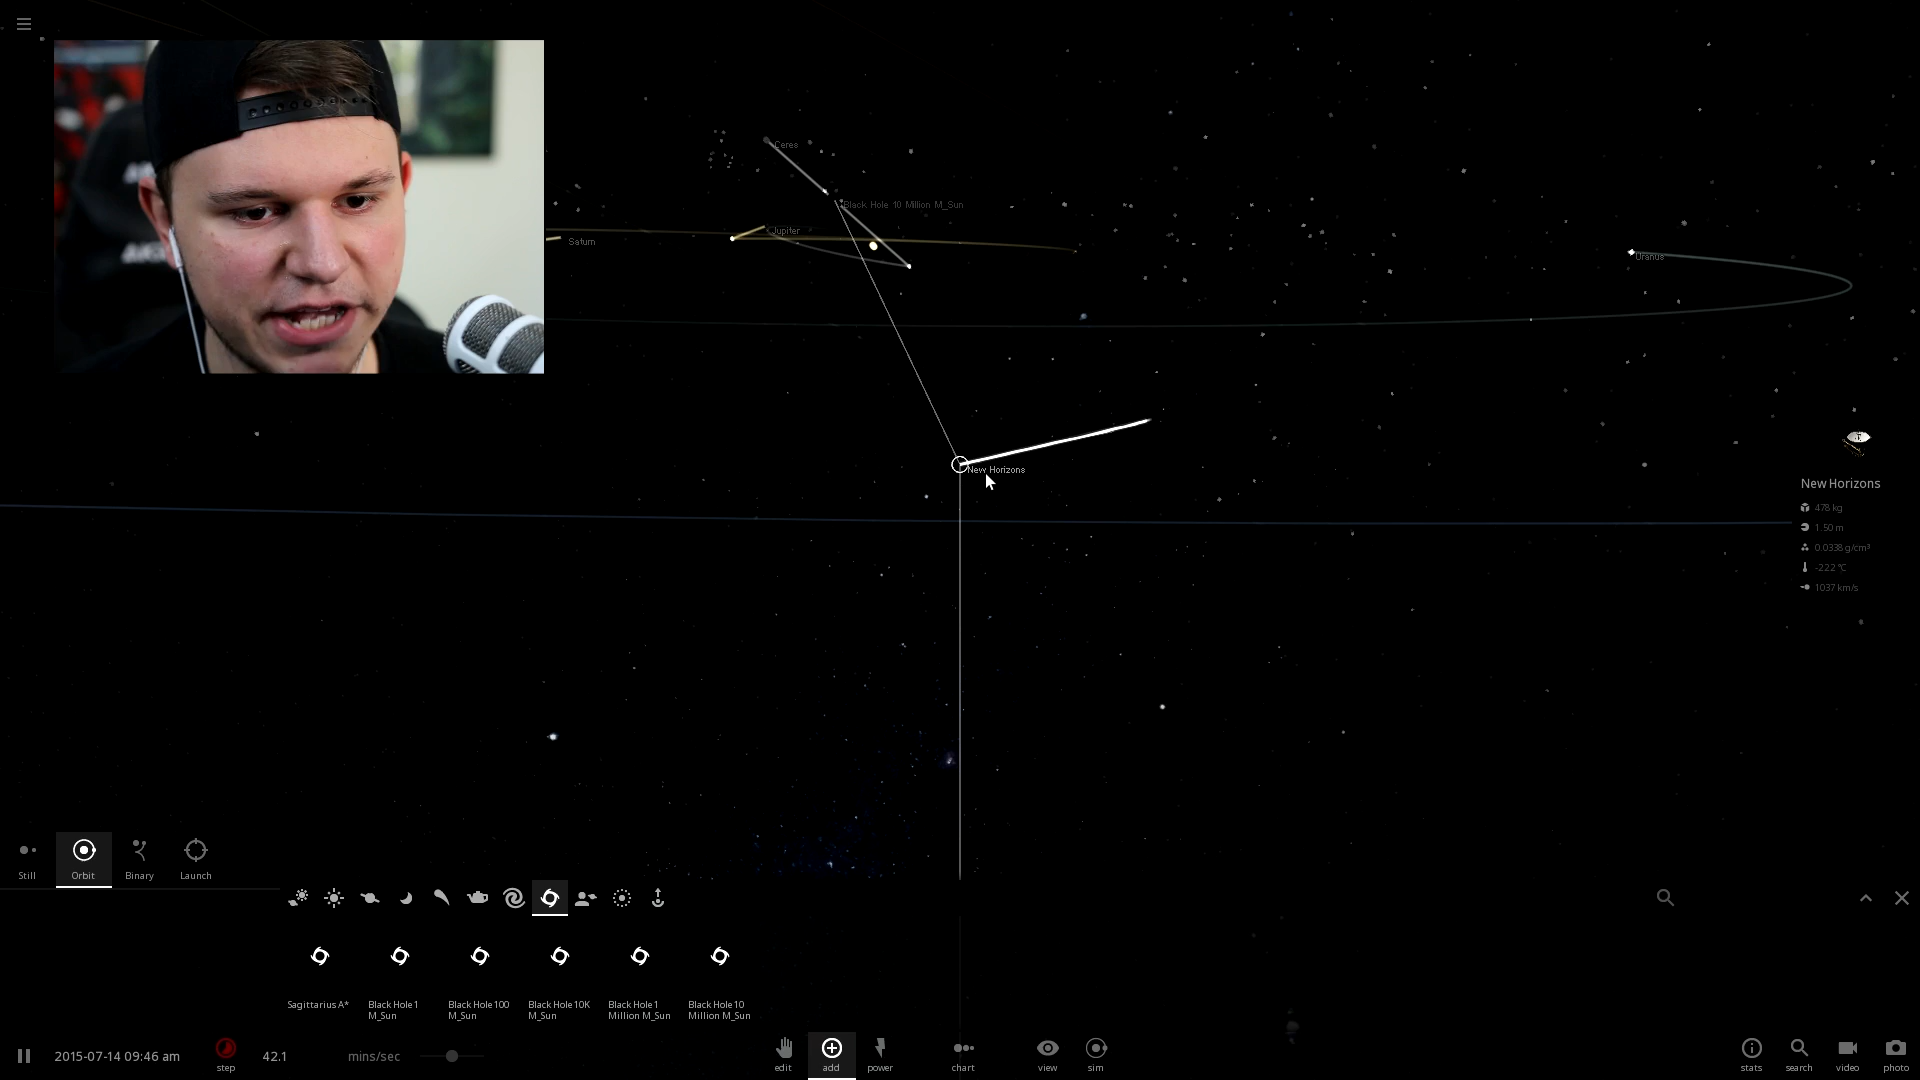 Ceres
Black Hole 10 Million M_Sun
Jupiter
Saturn
Uranus
New Horizons
New Horizons
478 kg
1.50 m
0.0338 g/cm³
-222 °C
1037 km/s
Still
Orbit
Binary
Launch
Sagittarius A*
Black Hole 1
M_Sun
Black Hole 100
M_Sun
Black Hole 10K
M_Sun
Black Hole 1
Million M_Sun
Black Hole 10
Million M_Sun
2015-07-14 09:46 am
step
42.1
mins/sec
edit
add
power
chart
view
sim
stats
search
video
photo